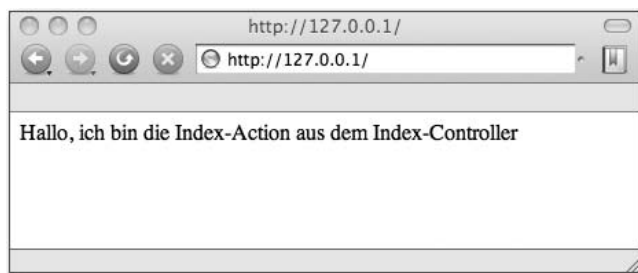 http://127.0.0.1/
http://127.0.0.1/
Hallo, ich bin die Index-Action aus dem Index-Controller